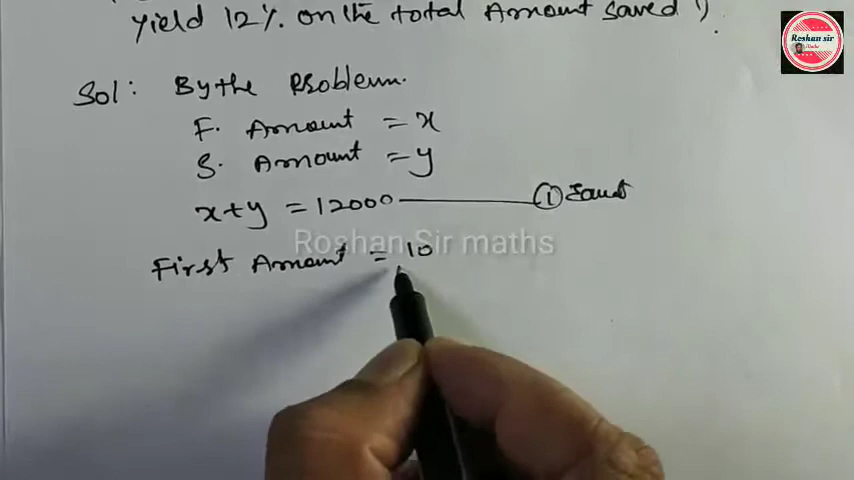 yield 12%. on the total Amount saved ?
Roshan sir
Sol: By the Problem.
F. Amount = x
S. Amount = y
x+y = 12000 ——— ①
Roshan Sir maths
First Amount = 10